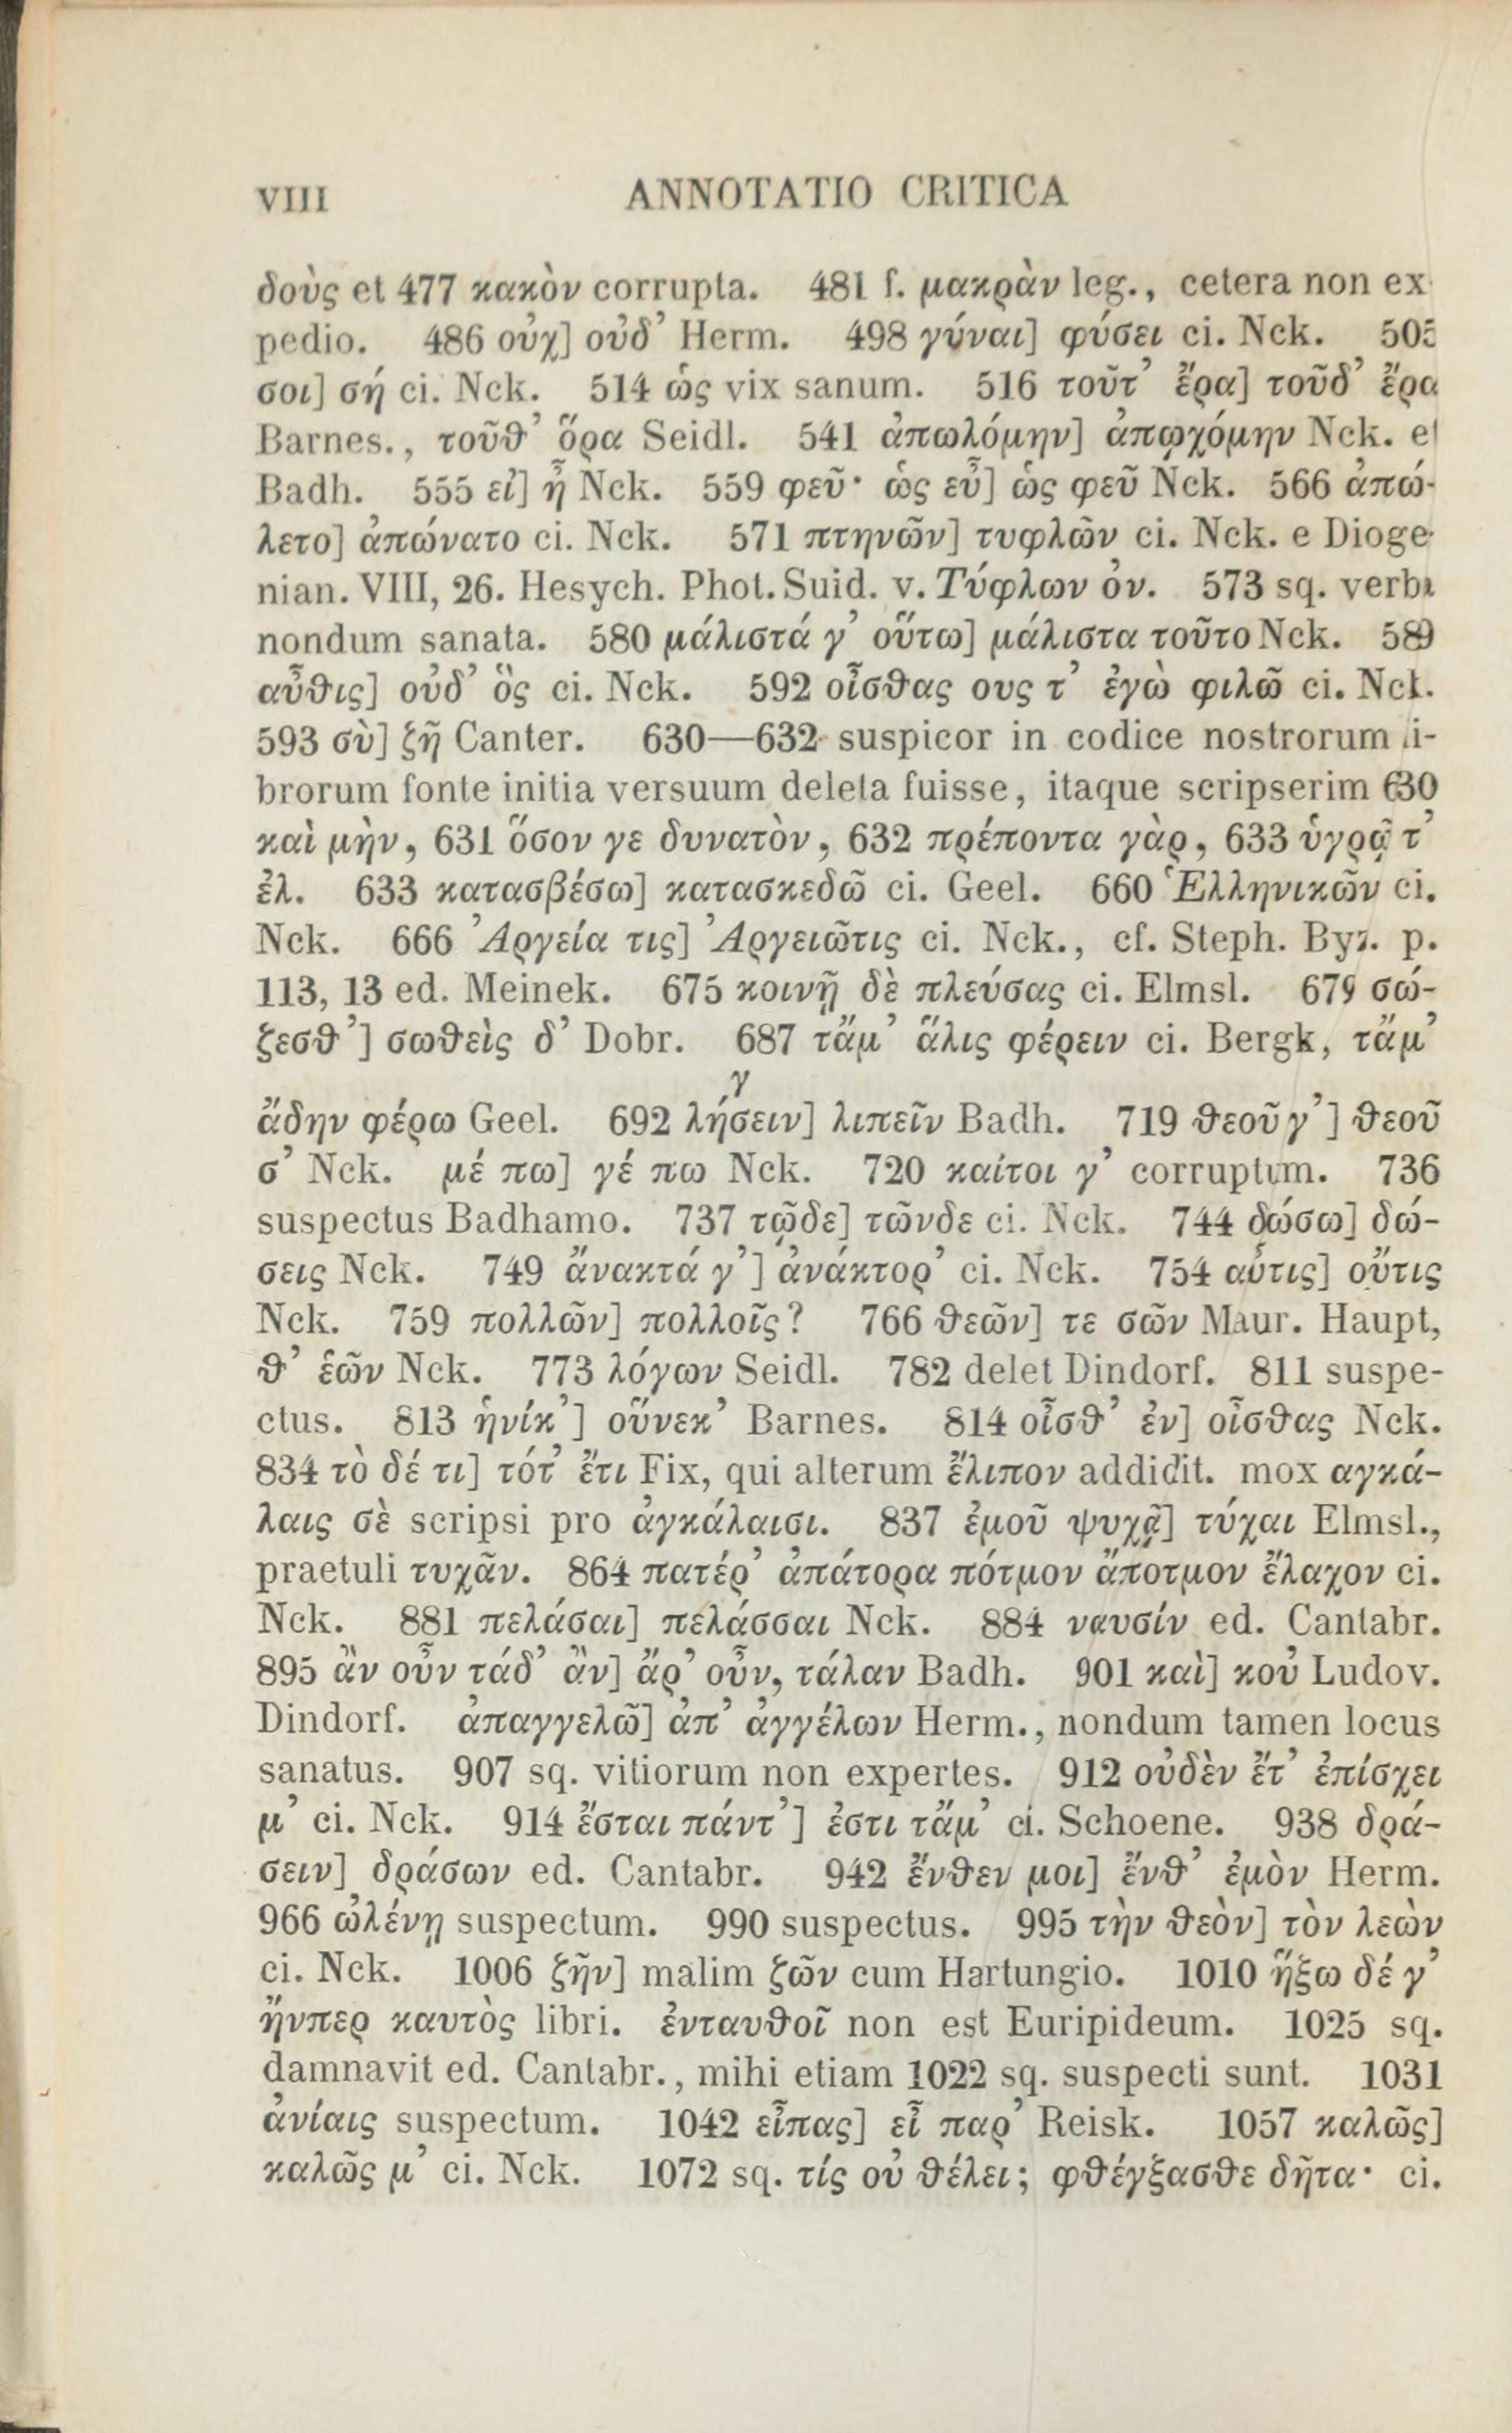 VIII ANNOTATIO CRITICA
δοὺς et 477 κακὸν corrupta. 481 f. μακρὰν leg., cetera non ex-
pedio. 486 οὐχ] οὐδ’ Herm. 498 γύναι] φύσει ci. Nck. 505
σοι] σή ci. Nck. 514 ὡς vix sanum. 516 τοῦτ’ ἔρα] τοῦδ’ ἔρα
Barnes., τοῦθ’ ὅρα Seidl. 541 ἀπωλόμην] ἀπῳχόμην Nck. et
Badh. 555 εἰ] ἦ Nck. 559 φεῦ· ὡς εὖ] ὡς φεῦ Nck. 566 ἀπώ-
λετο] ἀπώνατο ci. Nck. 571 πτηνῶν] τυφλῶν ci. Nck. e Dioge-
nian. VIII, 26. Hesych. Phot. Suid. v. Τύφλων ὀν. 573 sq. verba
nondum sanata. 580 μάλιστά γ’ οὕτω] μάλιστα τοῦτο Nck. 589
αὖθις] οὐδ’ ὃς ci. Nck. 592 οἶσθας ους τ’ ἐγὼ φιλῶ ci. Nck.
593 σὺ] ζῇ Canter. 630—632 suspicor in codice nostrorum li-
brorum fonte initia versuum deleta fuisse, itaque scripserim 630
καὶ μὴν, 631 ὅσον γε δυνατὸν, 632 πρέποντα γὰρ, 633 ὑγρᾷ τ’
ἐλ. 633 κατασβέσω] κατασκεδῶ ci. Geel. 660 Ἑλληνικῶν ci.
Nck. 666 Ἀργεία τις] Ἀργειῶτις ci. Nck., cf. Steph. Byz. p.
113, 13 ed. Meinek. 675 κοινῇ δὲ πλεύσας ci. Elmsl. 679 σώ-
ζεσθ’] σωθεὶς δ’ Dobr. 687 τἄμ’ ἅλις φέρειν ci. Bergk, τἄμ’
γ
ἄδην φέρω Geel. 692 λήσειν] λιπεῖν Badh. 719 θεοῦ γ’] θεοῦ
σ’ Nck. μέ πω] γέ πω Nck. 720 καίτοι γ’ corruptum. 736
suspectus Badhamo. 737 τῷδε] τῶνδε ci. Nck. 744 δώσω] δώ-
σεις Nck. 749 ἄνακτά γ’] ἀνάκτορ’ ci. Nck. 754 αὖτις] οὔτις
Nck. 759 πολλῶν] πολλοῖς? 766 θεῶν] τε σῶν Maur. Haupt,
θ’ ἑῶν Nck. 773 λόγων Seidl. 782 delet Dindorf. 811 suspe-
ctus. 813 ἡνίκ’] οὕνεκ’ Barnes. 814 οἶσθ’ ἐν] οἶσθας Nck.
834 τὸ δέ τι] τότ’ ἔτι Fix, qui alterum ἔλιπον addidit. mox αγκά-
λαις σὲ scripsi pro ἀγκάλαισι. 837 ἐμοῦ ψυχᾷ] τύχαι Elmsl.,
praetuli τυχᾶν. 864 πατέρ’ ἀπάτορα πότμον ἄποτμον ἔλαχον ci.
Nck. 881 πελάσαι] πελάσσαι Nck. 884 ναυσίν ed. Cantabr.
895 ἂν οὖν τάδ’ ἂν] ἄρ’ οὖν, τάλαν Badh. 901 καὶ] κοὐ Ludov.
Dindorf. ἀπαγγελῶ] ἀπ’ ἀγγέλων Herm., nondum tamen locus
sanatus. 907 sq. vitiorum non expertes. 912 οὐδὲν ἔτ’ ἐπίσχει
μ’ ci. Nck. 914 ἔσται πάντ’] ἐστι τἄμ’ ci. Schoene. 938 δρά-
σειν] δράσων ed. Cantabr. 942 ἔνθεν μοι] ἔνθ’ ἐμὸν Herm.
966 ὠλένῃ suspectum. 990 suspectus. 995 τὴν θεὸν] τὸν λεὼν
ci. Nck. 1006 ζῆν] malim ζῶν cum Hartungio. 1010 ἥξω δέ γ’
ἥνπερ καυτὸς libri. ἐνταυθοῖ non est Euripideum. 1025 sq.
damnavit ed. Cantabr., mihi etiam 1022 sq. suspecti sunt. 1031
ἀνίαις suspectum. 1042 εἶπας] εἶ παρ’ Reisk. 1057 καλῶς]
καλῶς μ’ ci. Nck. 1072 sq. τίς οὐ θέλει; φθέγξασθε δῆτα· ci.